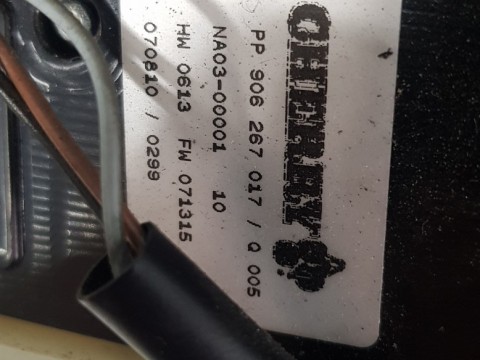 CHERRY
PP 906 267 017 / Q 005
NA03-00001 10
HW 0613 FW 071315
070810 / 0299